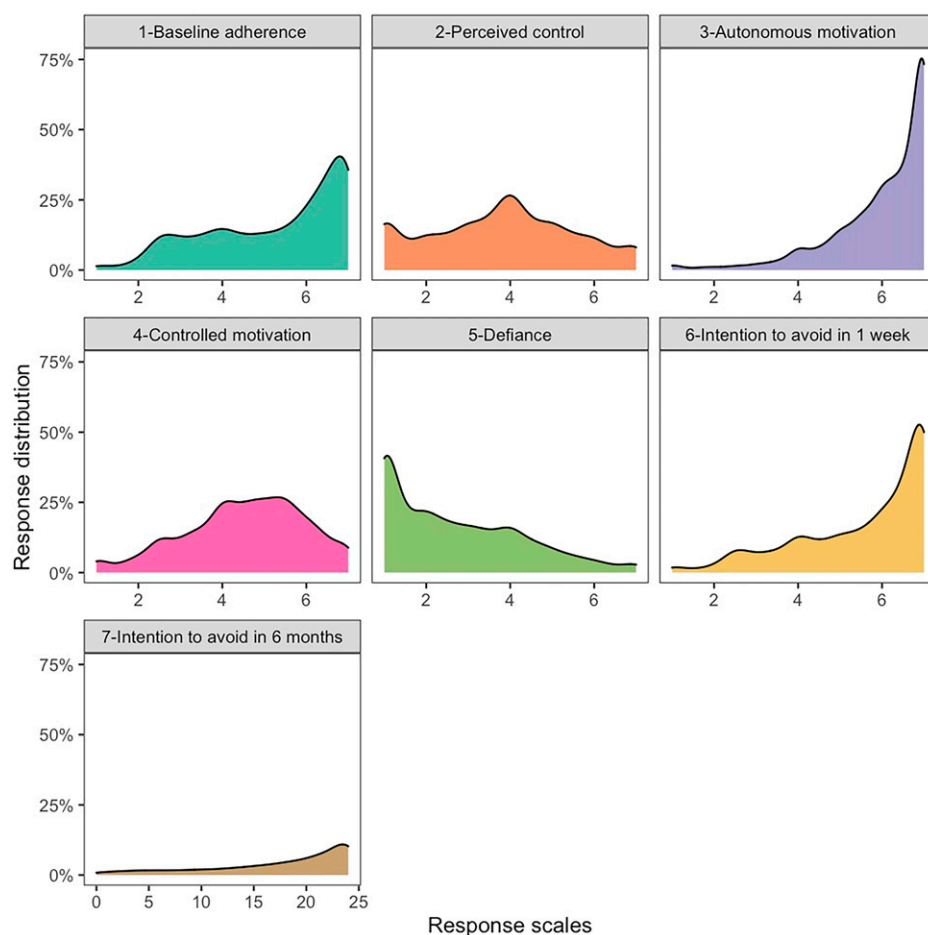 1-Baseline adherence
2-Perceived control
3-Autonomous motivation
75%
50%
25%
0%
2 4 6
2 4 6
2 4 6
4-Controlled motivation
5-Defiance
6-Intention to avoid in 1 week
Response distribution
75%
50%
25%
0%
2 4 6
2 4 6
2 4 6
7-Intention to avoid in 6 months
75%
50%
25%
0%
0 5 10 15 20 25
Response scales